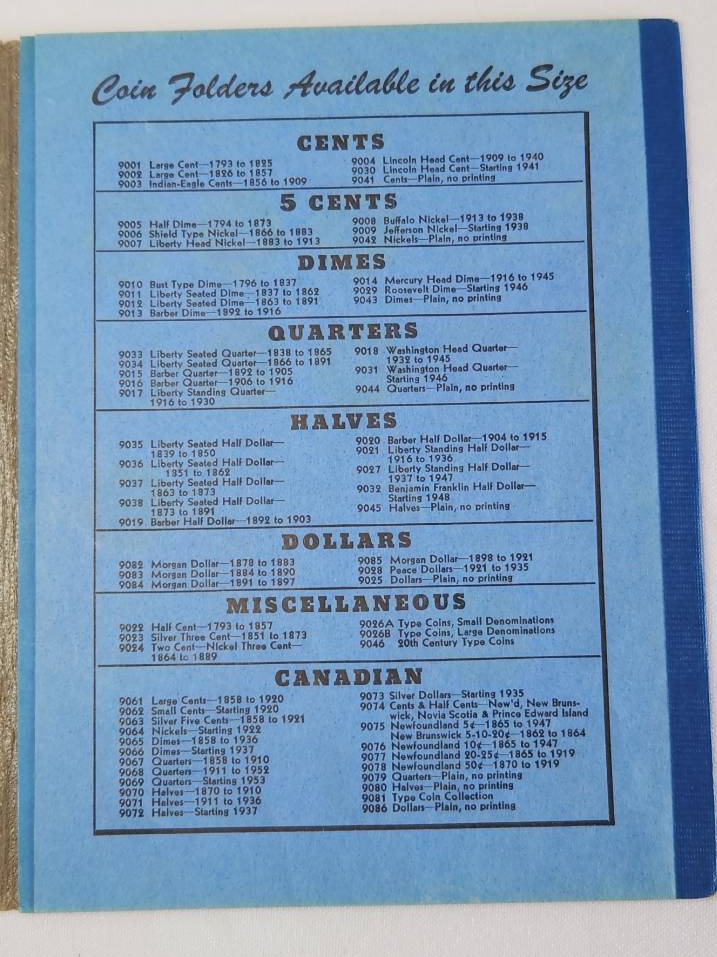 Coin Folders Available in this Size
CENTS
9001 Large Cent—1793 to 1825
9002 Large Cent—1826 to 1857
9003 Indian-Eagle Cents—1856 to 1909
9004 Lincoln Head Cent—1909 to 1940
9030 Lincoln Head Cent—Starting 1941
9041 Cents—Plain, no printing
5 CENTS
9005 Half Dime—1794 to 1873
9006 Shield Type Nickel—1866 to 1883
9007 Liberty Head Nickel—1883 to 1913
9008 Buffalo Nickel—1913 to 1938
9009 Jefferson Nickel—Starting 1938
9042 Nickels—Plain, no printing
DIMES
9010 Bust Type Dime—1796 to 1837
9011 Liberty Seated Dime—1837 to 1862
9012 Liberty Seated Dime—1863 to 1891
9013 Barber Dime—1892 to 1916
9014 Mercury Head Dime—1916 to 1945
9029 Roosevelt Dime—Starting 1946
9043 Dimes—Plain, no printing
QUARTERS
9033 Liberty Seated Quarter—1838 to 1865
9034 Liberty Seated Quarter—1866 to 1891
9015 Barber Quarter—1892 to 1905
9016 Barber Quarter—1906 to 1916
9017 Liberty Standing Quarter—
1916 to 1930
9018 Washington Head Quarter—
1932 to 1945
9031 Washington Head Quarter—
Starting 1946
9044 Quarters—Plain, no printing
HALVES
9035 Liberty Seated Half Dollar—
1839 to 1850
9036 Liberty Seated Half Dollar—
1851 to 1862
9037 Liberty Seated Half Dollar—
1863 to 1873
9038 Liberty Seated Half Dollar—
1873 to 1891
9019 Barber Half Dollar—1892 to 1903
9020 Barber Half Dollar—1904 to 1915
9021 Liberty Standing Half Dollar—
1916 to 1936
9027 Liberty Standing Half Dollar—
1937 to 1947
9032 Benjamin Franklin Half Dollar—
Starting 1948
9045 Halves—Plain, no printing
DOLLARS
9082 Morgan Dollar—1878 to 1883
9083 Morgan Dollar—1884 to 1890
9084 Morgan Dollar—1891 to 1897
9085 Morgan Dollar—1898 to 1921
9028 Peace Dollars—1921 to 1935
9025 Dollars—Plain, no printing
MISCELLANEOUS
9022 Half Cent—1793 to 1857
9023 Silver Three Cent—1851 to 1873
9024 Two Cent—Nickel Three Cent—
1864 to 1889
9026A Type Coins, Small Denominations
9026B Type Coins, Large Denominations
9046 20th Century Type Coins
CANADIAN
9061 Large Cents—1858 to 1920
9062 Small Cents—Starting 1920
9063 Silver Five Cents—1858 to 1921
9064 Nickels—Starting 1922
9065 Dimes—1858 to 1936
9066 Dimes—Starting 1937
9067 Quarters—1858 to 1910
9068 Quarters—1911 to 1952
9069 Quarters—Starting 1953
9070 Halves—1870 to 1910
9071 Halves—1911 to 1936
9072 Halves—Starting 1937
9073 Silver Dollars—Starting 1935
9074 Cents & Half Cents—New'd, New Bruns-
wick, Novia Scotia & Prince Edward Island
9075 Newfoundland 5¢—1865 to 1947
New Brunswick 5-10-20¢—1862 to 1864
9076 Newfoundland 10¢—1865 to 1947
9077 Newfoundland 20-25¢—1865 to 1919
9078 Newfoundland 50¢—1870 to 1919
9079 Quarters—Plain, no printing
9080 Halves—Plain, no printing
9081 Type Coin Collection
9086 Dollars—Plain, no printing